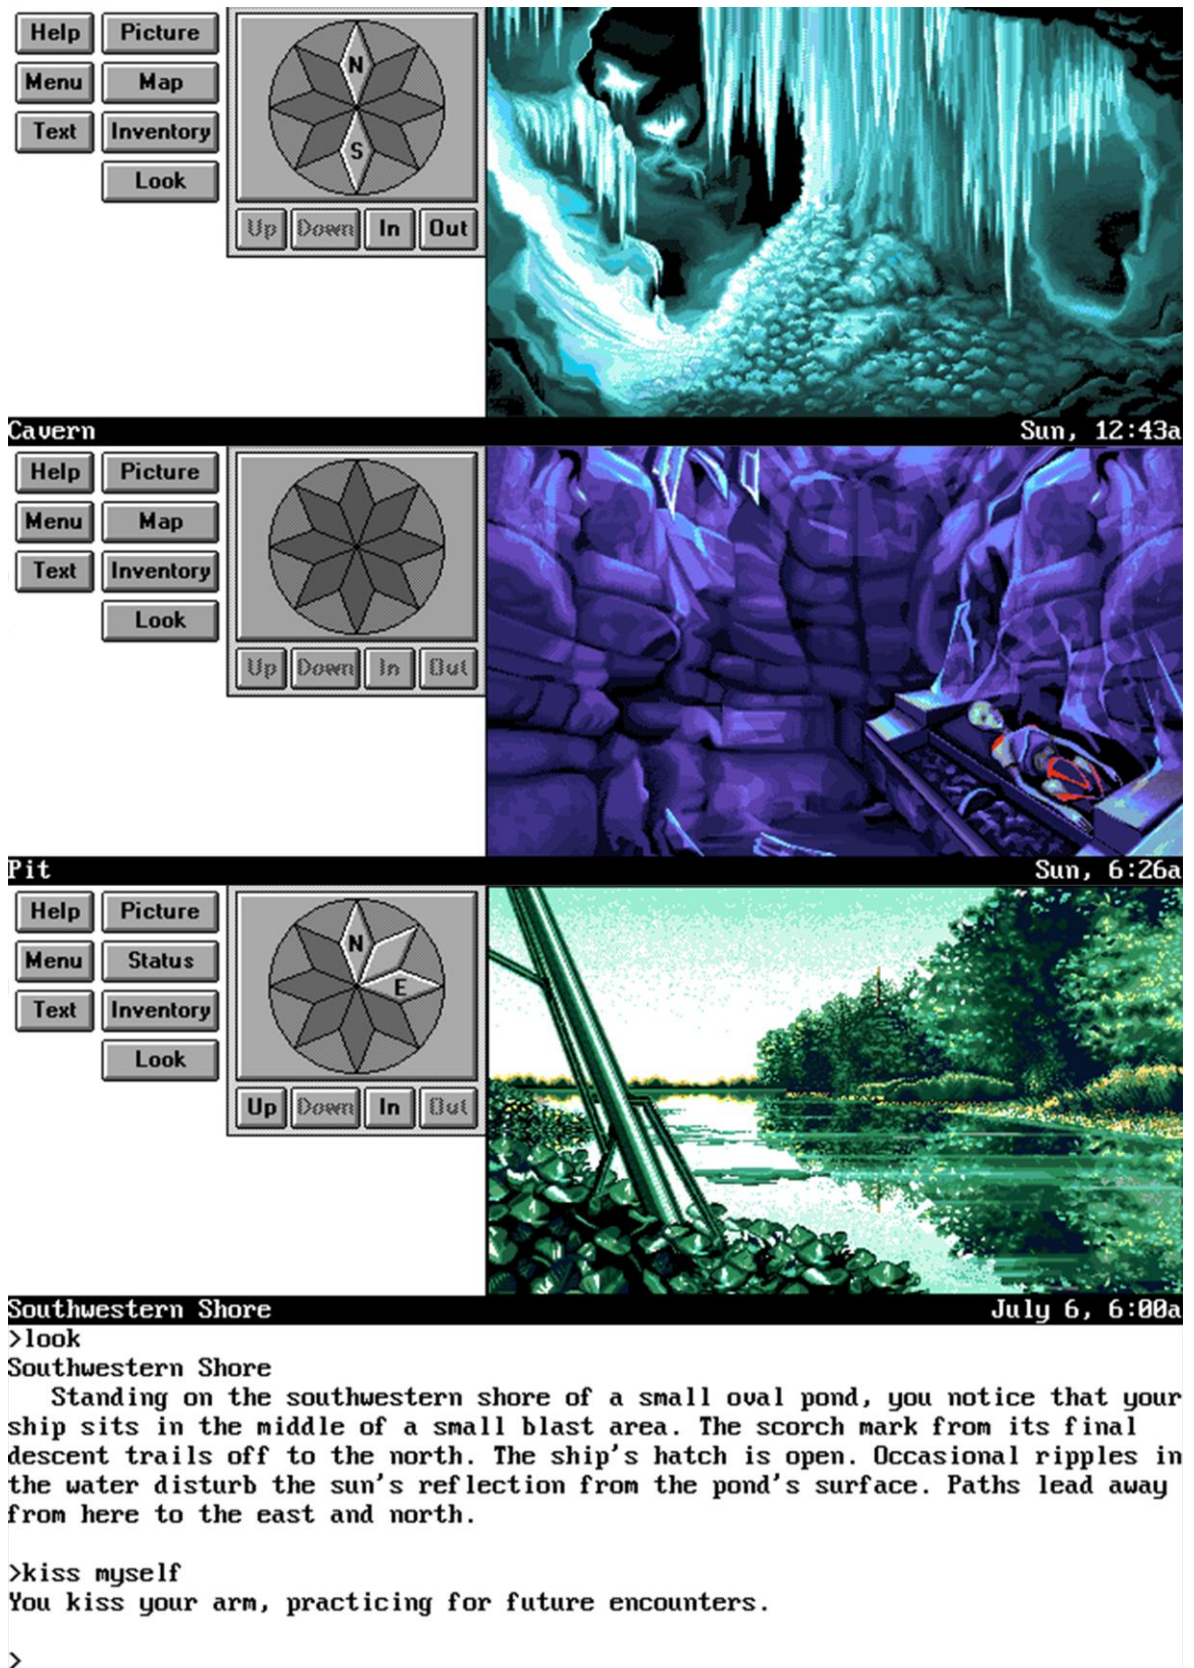 Help Picture
N
Menu Map
Text Inventory
S
Look
Up Down In Out
Cavern Sun, 12:43a
Help Picture
Menu Map
Text Inventory
Look
Up Down In Out
Pit Sun, 6:26a
Help Picture
N
Menu Status
E
Text Inventory
Look
Up Down In Out
Southwestern Shore July 6, 6:00a
>look
Southwestern Shore
Standing on the southwestern shore of a small oval pond, you notice that your
ship sits in the middle of a small blast area. The scorch mark from its final
descent trails off to the north. The ship's hatch is open. Occasional ripples in
the water disturb the sun's reflection from the pond's surface. Paths lead away
from here to the east and north.
>kiss myself
You kiss your arm, practicing for future encounters.
>